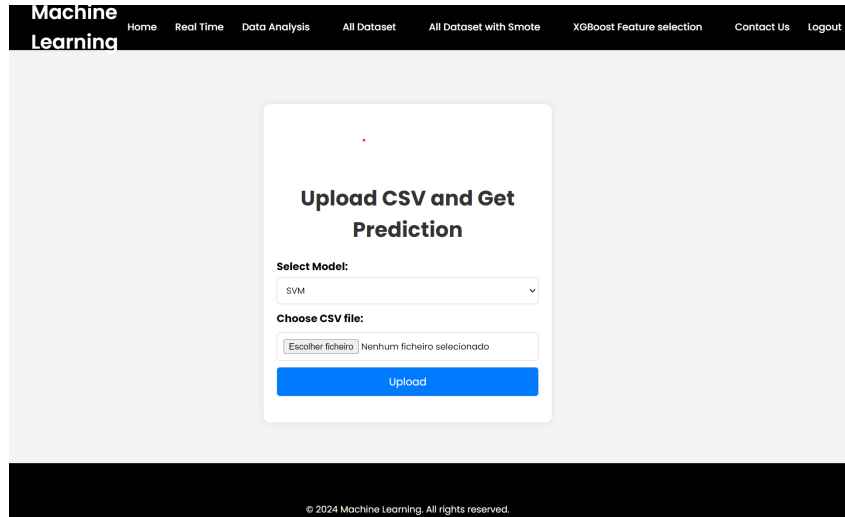 Machine
Learning
Home Real Time Data Analysis All Dataset All Dataset with Smote XGBoost Feature selection Contact Us Logout
Upload CSV and Get
Prediction
Select Model:
SVM
Choose CSV file:
Escolher ficheiro Nenhum ficheiro selecionado
Upload
© 2024 Machine Learning. All rights reserved.